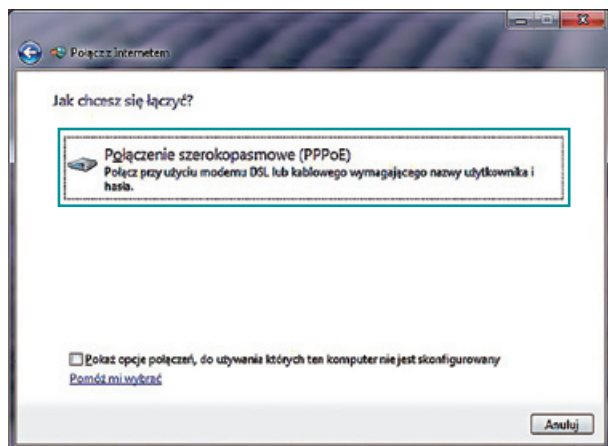 Połącz z Internetem
Jak chcesz się łączyć?
Połączenie szerokopasmowe (PPPoE)
Połącz przy użyciu modemu DSL lub kablowego wymagającego nazwy użytkownika i
hasła.
Pokaż opcje połączeń, do używania których ten komputer nie jest skonfigurowany
Pomóż mi wybrać
Anuluj